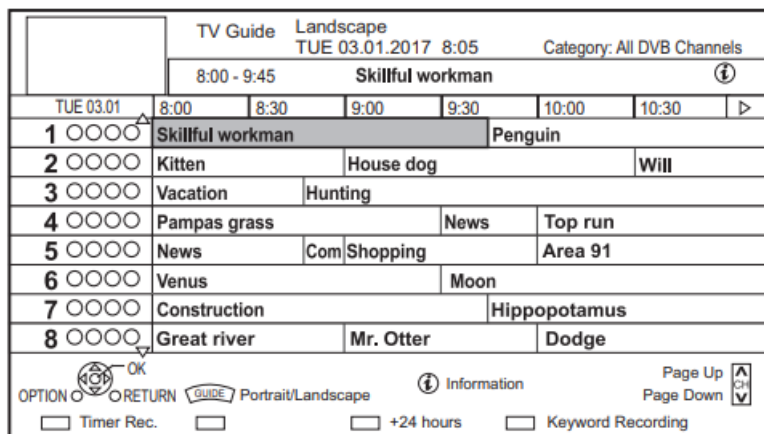 TV Guide Landscape
TUE 03.01.2017 8:05 Category: All DVB Channels
8:00 - 9:45 Skillful workman i
TUE 03.01 8:00 8:30 9:00 9:30 10:00 10:30
1 Skillful workman Penguin
2 Kitten House dog Will
3 Vacation Hunting
4 Pampas grass News Top run
5 News Com Shopping Area 91
6 Venus Moon
7 Construction Hippopotamus
8 Great river Mr. Otter Dodge
OK
OPTION RETURN GUIDE Portrait/Landscape i Information Page Up
CH
Page Down
Timer Rec. +24 hours Keyword Recording